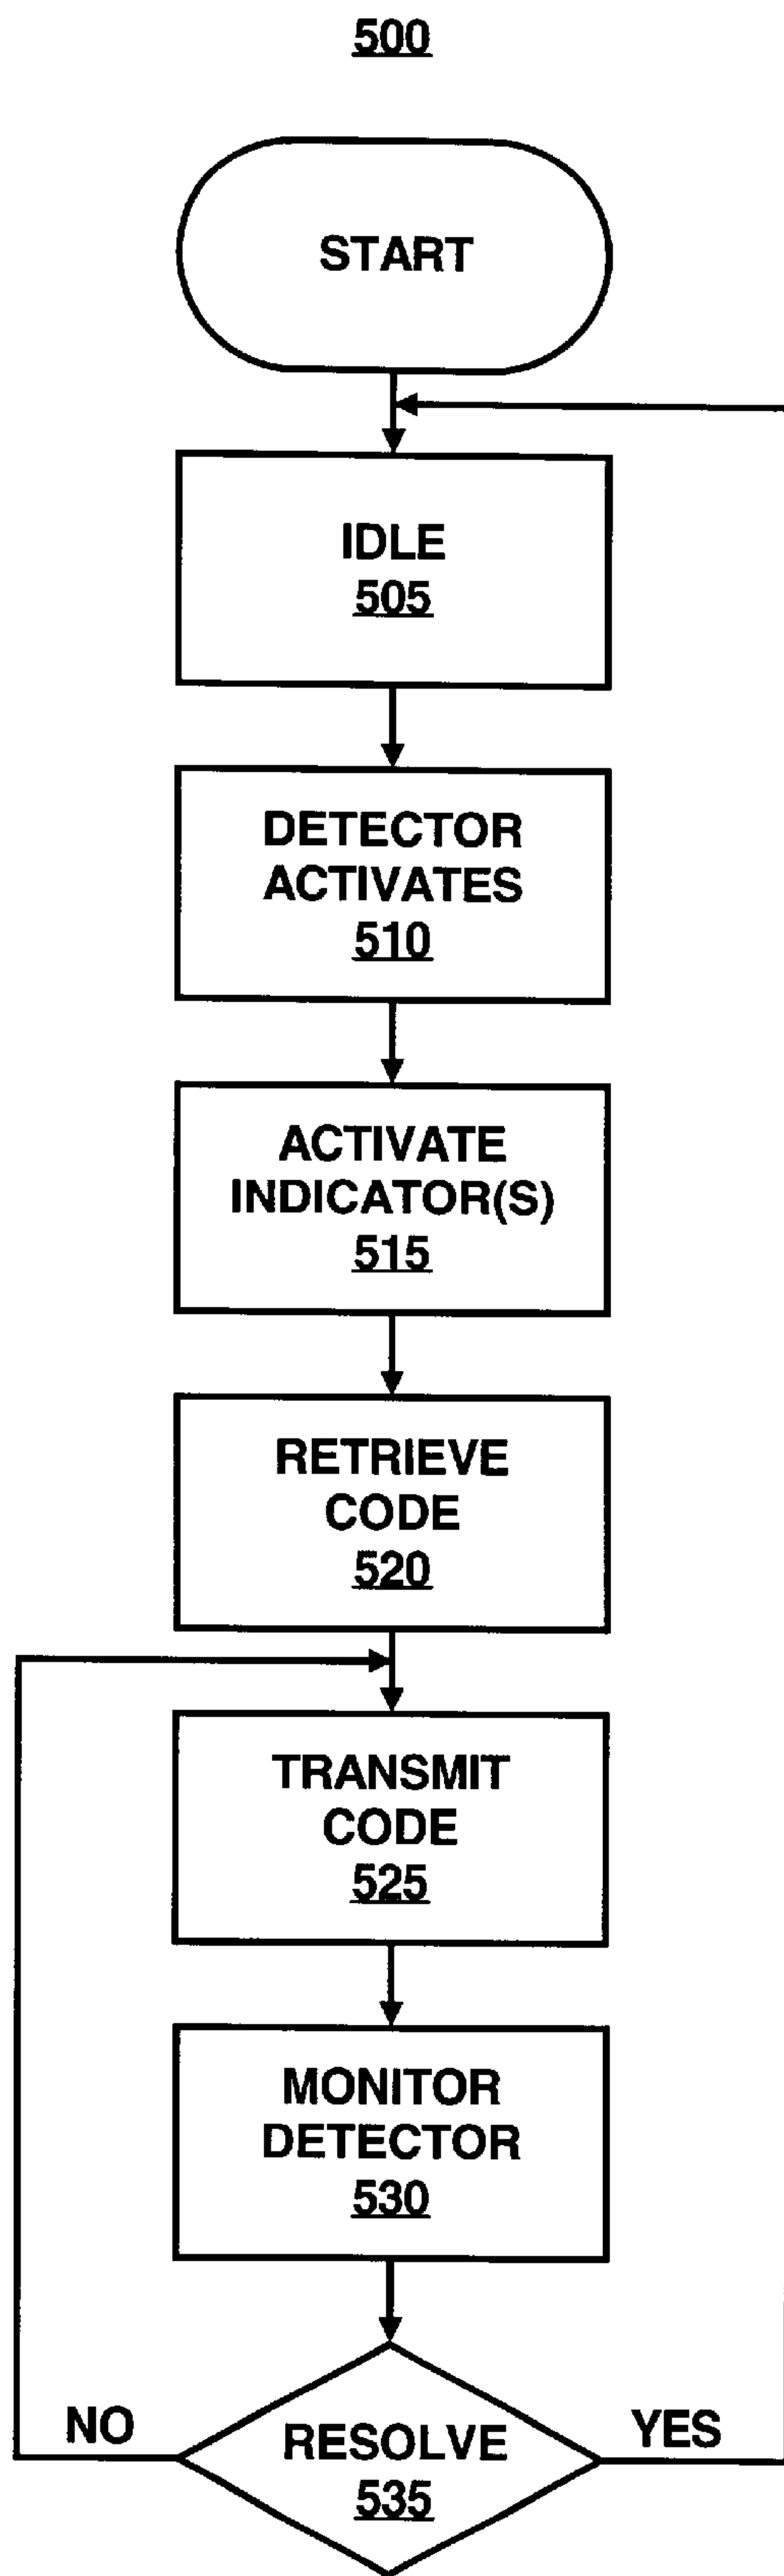 500
START
IDLE
505
DETECTOR
ACTIVATES
510
ACTIVATE
INDICATOR(S)
515
RETRIEVE
CODE
520
TRANSMIT
CODE
525
MONITOR
DETECTOR
530
NO
RESOLVE
YES
535